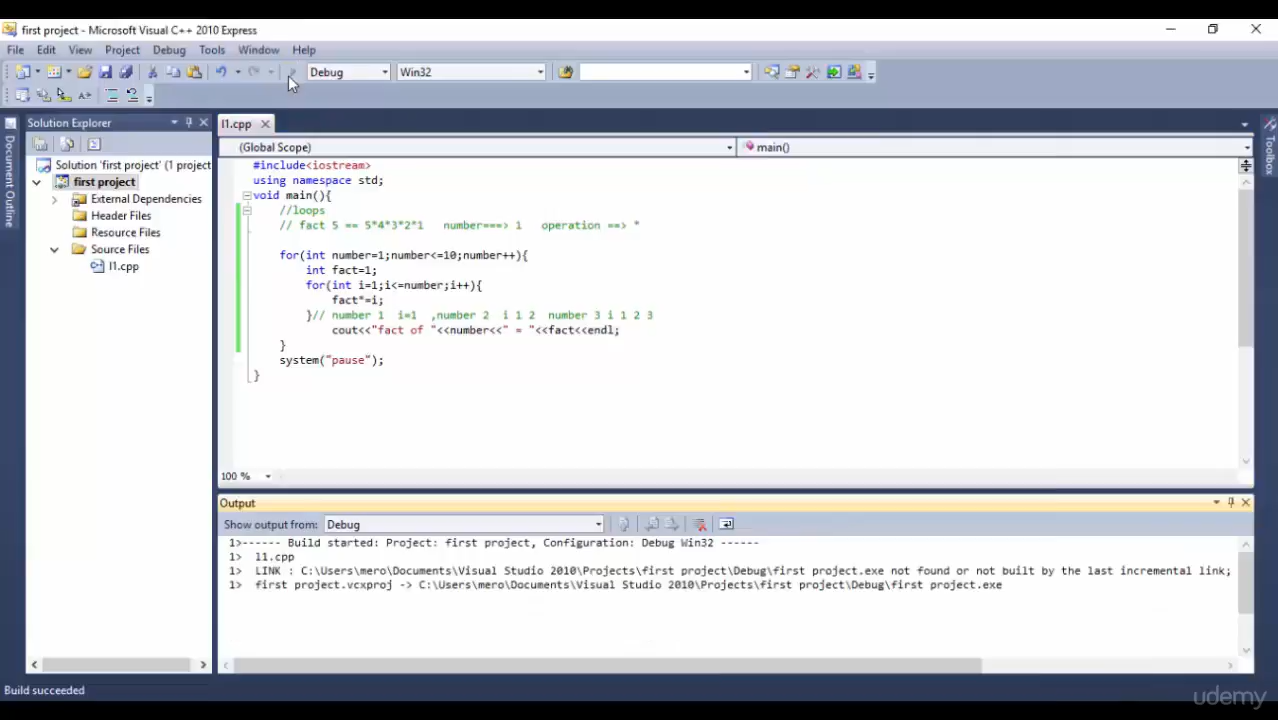 first project - Microsoft Visual C++ 2010 Express
File Edit View Project Debug Tools Window Help
Debug Win32
Solution Explorer
Solution 'first project' (1 project
first project
External Dependencies
Header Files
Resource Files
Source Files
l1.cpp
Document Outline
l1.cpp
(Global Scope) main()
#include<iostream>
using namespace std;
void main(){
//loops
// fact 5 == 5*4*3*2*1 number===> 1 operation ==> *
for(int number=1;number<=10;number++){
int fact=1;
for(int i=1;i<=number;i++){
fact*=i;
}// number 1 i=1 ,number 2 i 1 2 number 3 i 1 2 3
cout<<"fact of "<<number<<" = "<<fact<<endl;
}
system("pause");
}
100 %
Toolbox
Output
Show output from: Debug
1>------ Build started: Project: first project, Configuration: Debug Win32 ------
1> l1.cpp
1> LINK : C:\Users\mero\Documents\Visual Studio 2010\Projects\first project\Debug\first project.exe not found or not built by the last incremental link;
1> first project.vcxproj -> C:\Users\mero\Documents\Visual Studio 2010\Projects\first project\Debug\first project.exe
Build succeeded
udemy